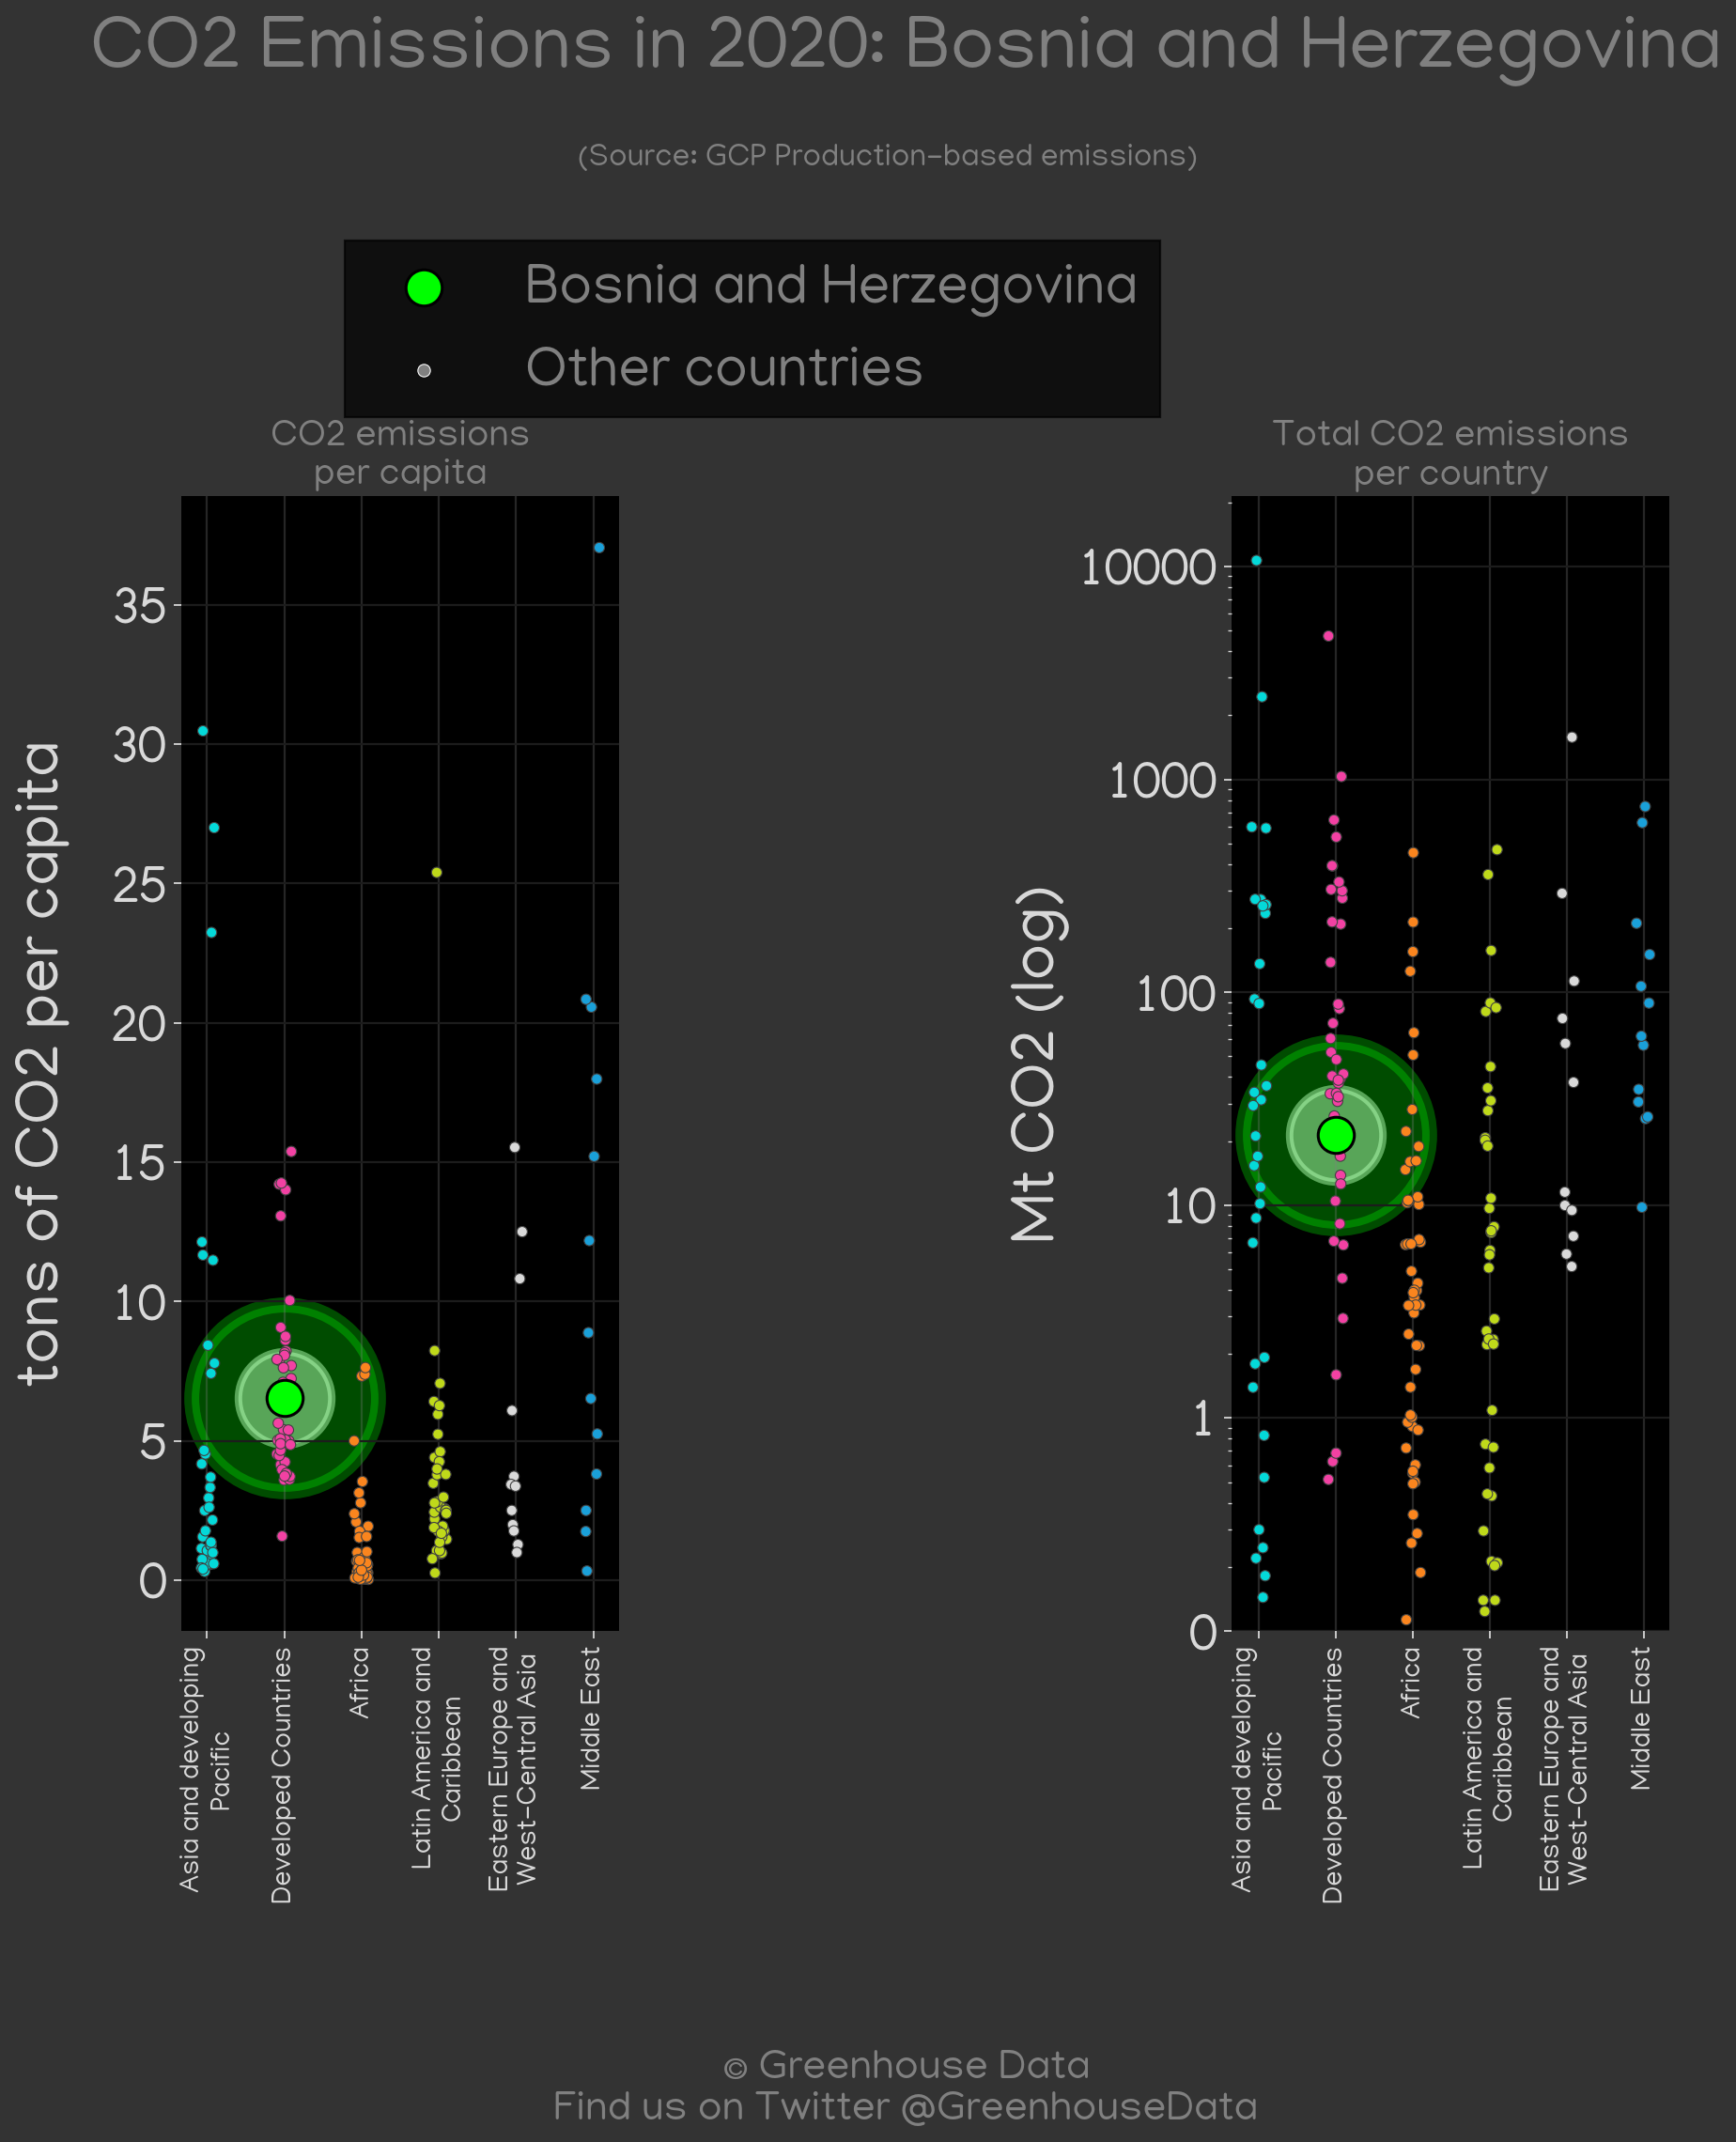 CO2 Emissions in 2020: Bosnia and Herzegovina
(Source: GCP Production-based emissions)
Bosnia and Herzegovina
Other countries
CO2 emissions
per capita
tons of CO2 per capita
35
30
25
20
15
10
5
0
Asia and developing
Pacific
Developed Countries
Africa
Latin America and
Caribbean
Eastern Europe and
West-Central Asia
Middle East
Total CO2 emissions
per country
Mt CO2 (log)
10000
1000
100
10
1
0
Asia and developing
Pacific
Developed Countries
Africa
Latin America and
Caribbean
Eastern Europe and
West-Central Asia
Middle East
© Greenhouse Data
Find us on Twitter @GreenhouseData